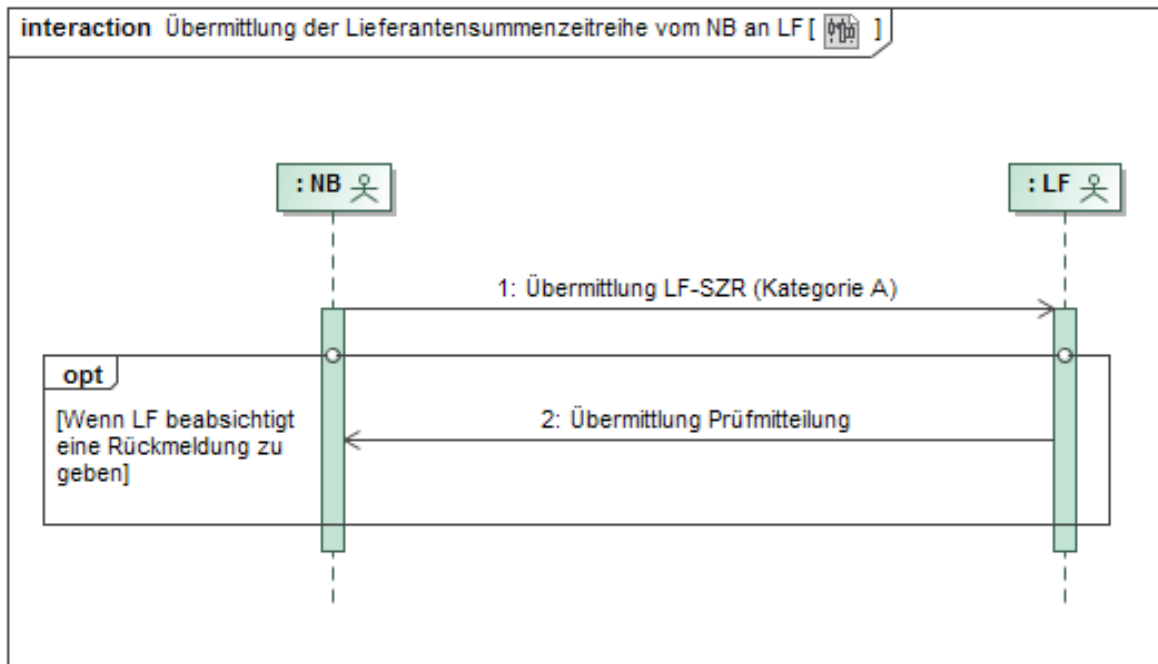 interaction Übermittlung der Lieferantensummenzeitreihe vom NB an LF [ ]
: NB
: LF
1: Übermittlung LF-SZR (Kategorie A)
opt
[Wenn LF beabsichtigt
eine Rückmeldung zu
geben]
2: Übermittlung Prüfmitteilung